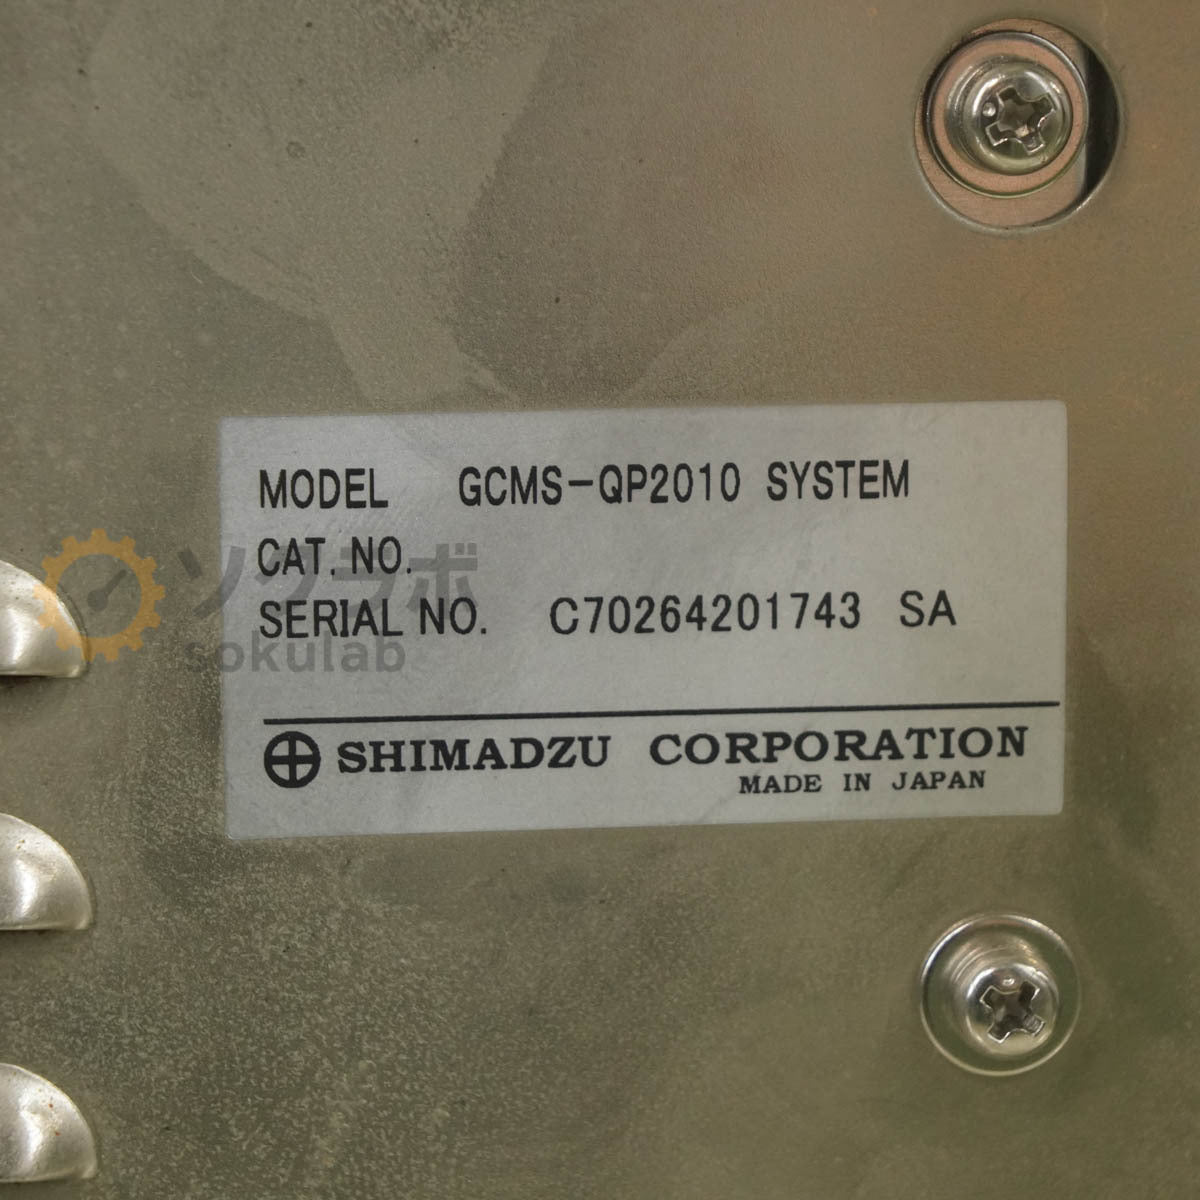 MODEL GCMS-QP2010 SYSTEM
CAT. NO.
ソクラボ
SERIAL NO. C70264201743 SA
sokulab
SHIMADZU CORPORATION
MADE IN JAPAN